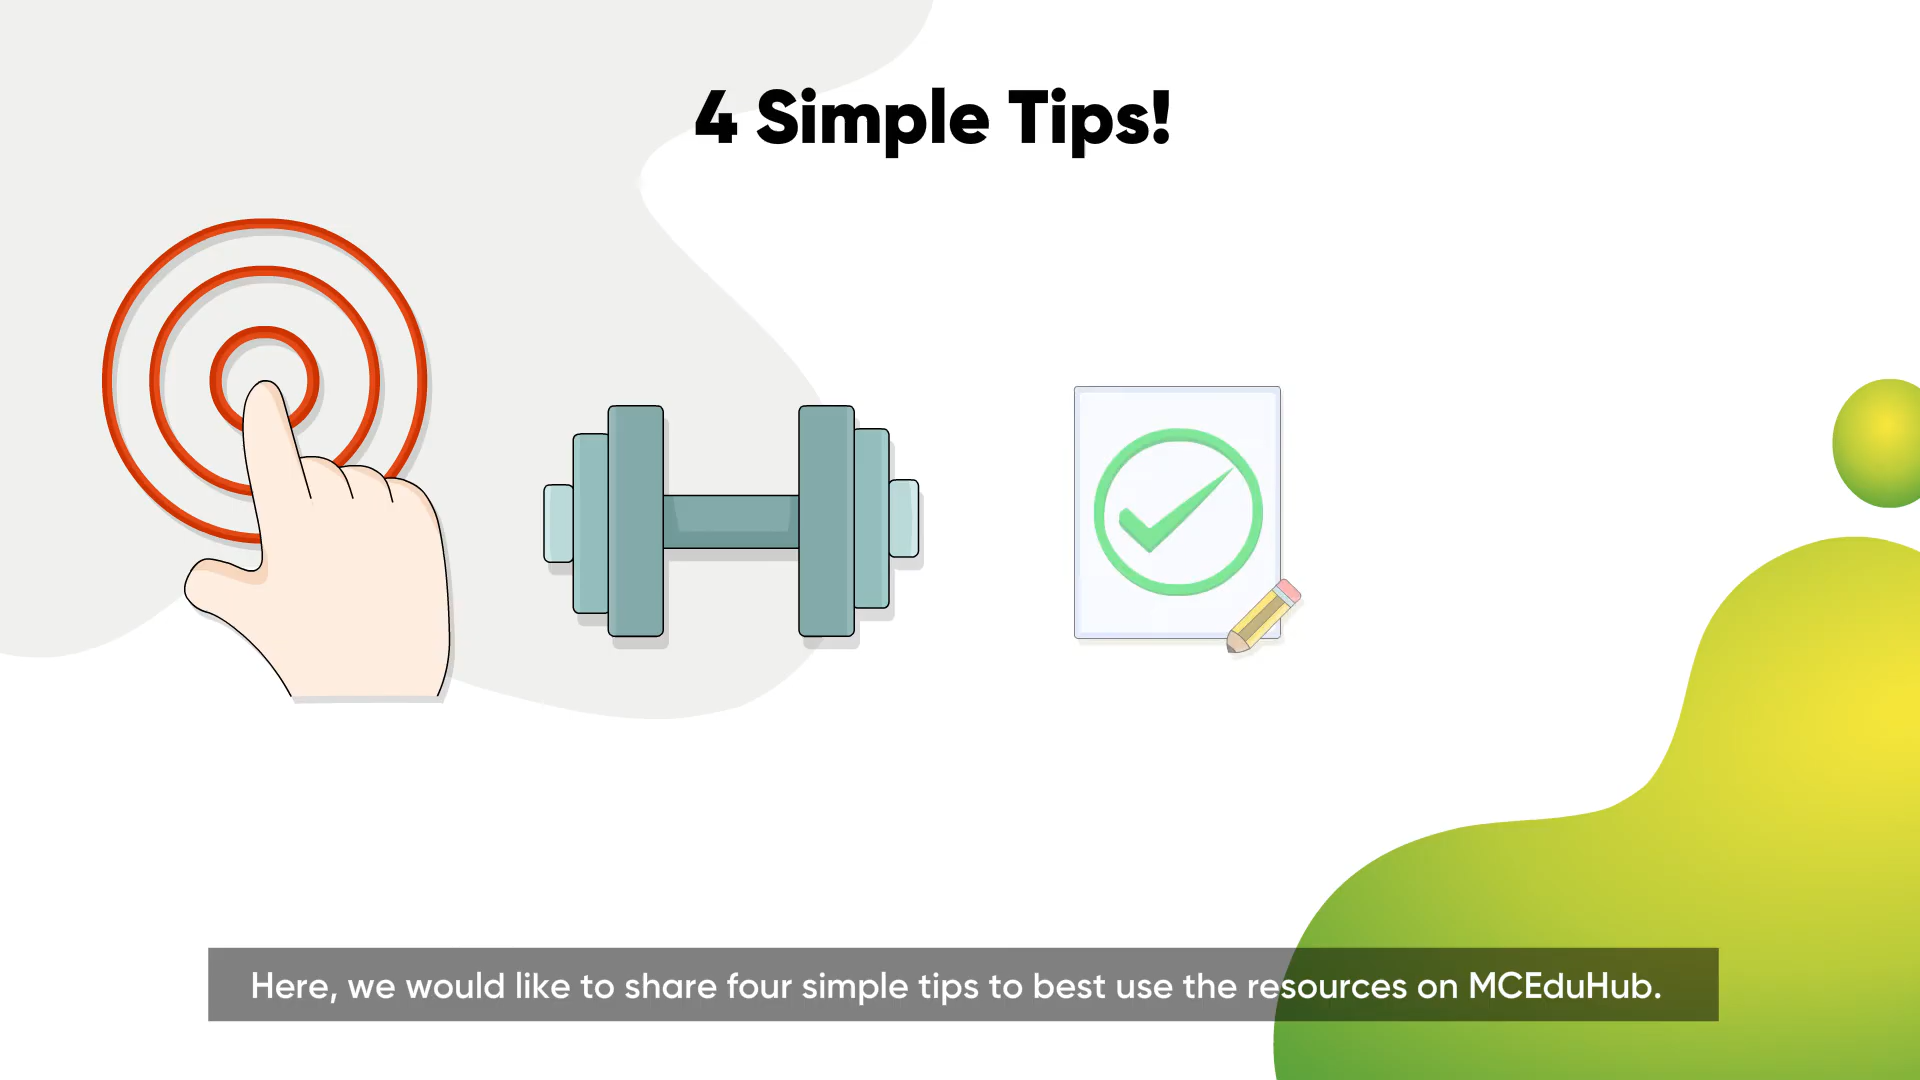 4 Simple Tips!
Here, we would like to share four simple tips to best use the resources on MCEduHub.